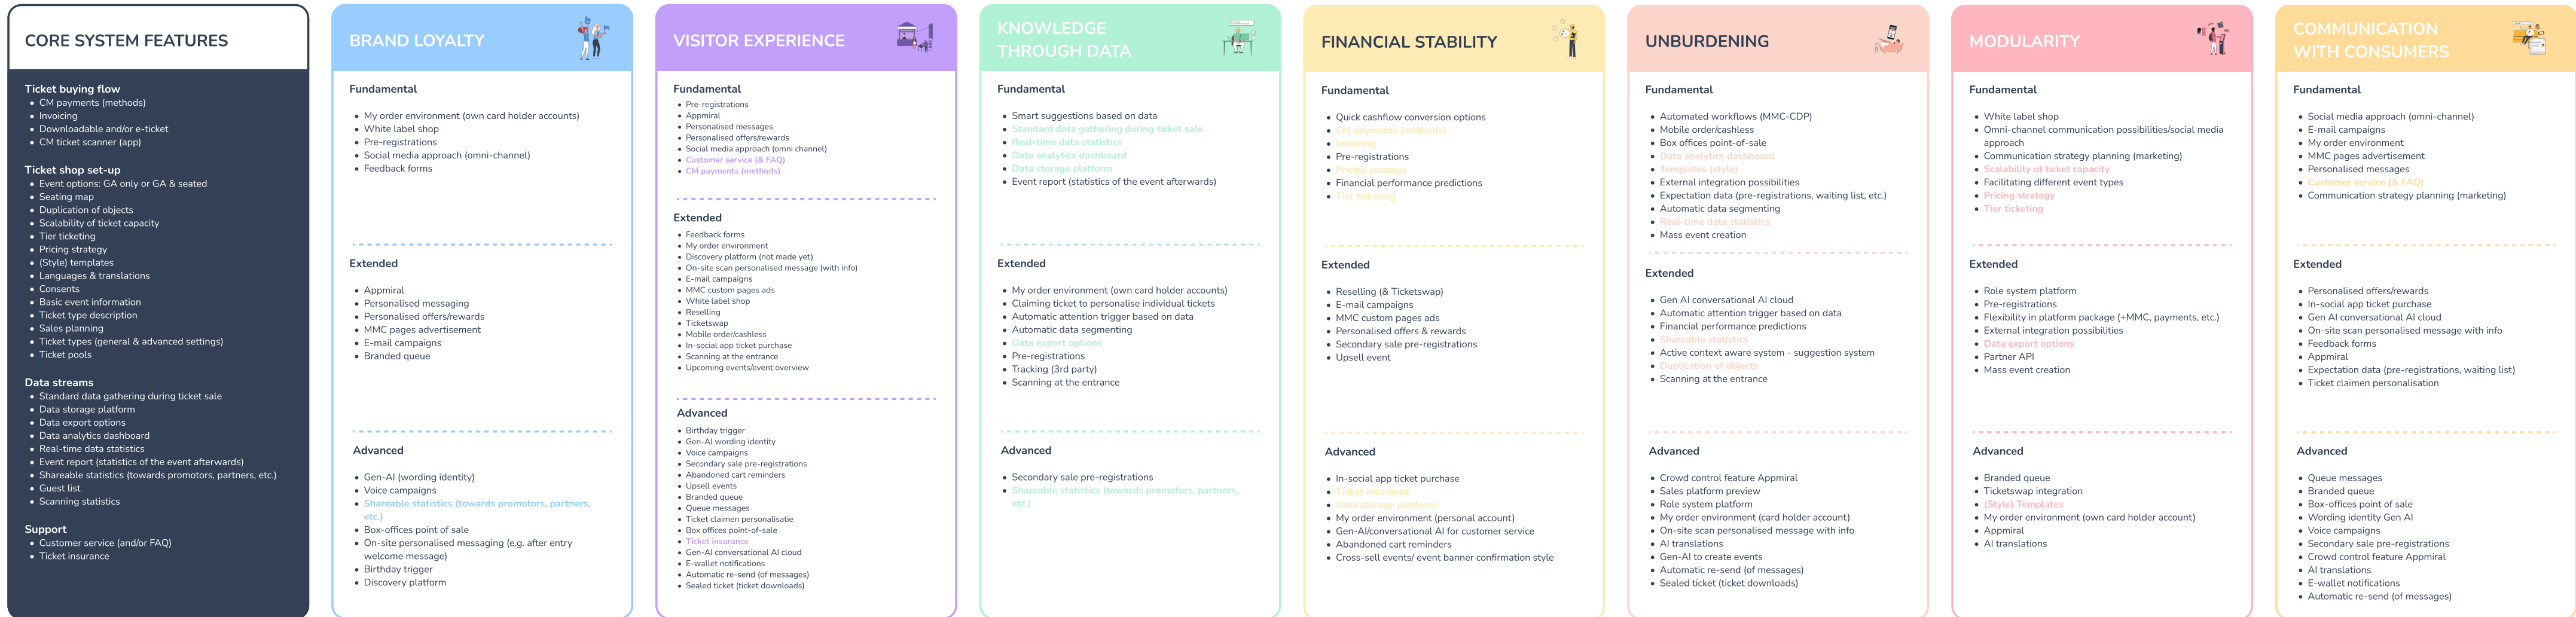 CORE SYSTEM FEATURES
Ticket buying flow
CM payments (methods)
Invoicing
Downloadable and/or e-ticket
CM ticket scanner (app)
Ticket shop set-up
Event options: GA only or GA & seated
Seating map
Duplication of objects
Scalability of ticket capacity
Tier ticketing
Pricing strategy
(Style) templates
Languages & translations
Consents
Basic event information
Ticket type description
Sales planning
Ticket types (general & advanced settings)
Ticket pools
Data streams
Standard data gathering during ticket sale
Data storage platform
Data export options
Data analytics dashboard
Real-time data statistics
Event report (statistics of the event afterwards)
Shareable statistics (towards promotors, partners, etc.)
Guest list
Scanning statistics
Support
Customer service (and/or FAQ)
Ticket insurance
BRAND LOYALTY
Fundamental
My order environment (own card holder accounts)
White label shop
Pre-registrations
Social media approach (omni-channel)
Feedback forms
Extended
Appmiral
Personalised messaging
Personalised offers/rewards
MMC pages advertisement
E-mail campaigns
Branded queue
Advanced
Gen-AI (wording identity)
Voice campaigns
Shareable statistics (towards promotors, partners,
etc.)
Box-offices point of sale
On-site personalised messaging (e.g. after entry
welcome message)
Birthday trigger
Discovery platform
VISITOR EXPERIENCE
Fundamental
Pre-registrations
Appmiral
Personalised messages
Personalised offers/rewards
Social media approach (omni channel)
Customer service (& FAQ)
CM payments (methods)
Extended
Feedback forms
My order environment
Discovery platform (not made yet)
On-site scan personalised message (with info)
E-mail campaigns
MMC custom pages ads
White label shop
Reselling
Ticketswap
Mobile order/cashless
In-social app ticket purchase
Scanning at the entrance
Upcoming events/event overview
Advanced
Birthday trigger
Gen-AI wording identity
Voice campaigns
Secondary sale pre-registrations
Abandoned cart reminders
Upsell events
Branded queue
Queue messages
Ticket claimen personalisatie
Box offices point-of-sale
Ticket insurance
Gen-AI conversational AI cloud
E-wallet notifications
Automatic re-send (of messages)
Sealed ticket (ticket downloads)
KNOWLEDGE
THROUGH DATA
Fundamental
Smart suggestions based on data
Standard data gathering during ticket sale
Real-time data statistics
Data analytics dashboard
Data storage platform
Event report (statistics of the event afterwards)
Extended
My order environment (own card holder accounts)
Claiming ticket to personalise individual tickets
Automatic attention trigger based on data
Automatic data segmenting
Data export options
Pre-registrations
Tracking (3rd party)
Scanning at the entrance
Advanced
Secondary sale pre-registrations
Shareable statistics (towards promotors, partners,
etc.)
FINANCIAL STABILITY
Fundamental
Quick cashflow conversion options
CM payments (methods)
Invoicing
Pre-registrations
Pricing strategy
Financial performance predictions
Tier ticketing
Extended
Reselling (& Ticketswap)
E-mail campaigns
MMC custom pages ads
Personalised offers & rewards
Secondary sale pre-registrations
Upsell event
Advanced
In-social app ticket purchase
Ticket insurance
Data storage platform
My order environment (personal account)
Gen-AI/conversational AI for customer service
Abandoned cart reminders
Cross-sell events/ event banner confirmation style
UNBURDENING
Fundamental
Automated workflows (MMC-CDP)
Mobile order/cashless
Box offices point-of-sale
Data analytics dashboard
Templates (style)
External integration possibilities
Expectation data (pre-registrations, waiting list, etc.)
Automatic data segmenting
Real-time data statistics
Mass event creation
Extended
Gen AI conversational AI cloud
Automatic attention trigger based on data
Financial performance predictions
Shareable statistics
Active context aware system - suggestion system
Duplication of objects
Scanning at the entrance
Advanced
Crowd control feature Appmiral
Sales platform preview
Role system platform
My order environment (card holder account)
On-site scan personalised message with info
AI translations
Gen-AI to create events
Automatic re-send (of messages)
Sealed ticket (ticket downloads)
MODULARITY
Fundamental
White label shop
Omni-channel communication possibilities/social media
approach
Communication strategy planning (marketing)
Scalability of ticket capacity
Facilitating different event types
Pricing strategy
Tier ticketing
Extended
Role system platform
Pre-registrations
Flexibility in platform package (+MMC, payments, etc.)
External integration possibilities
Data export options
Partner API
Mass event creation
Advanced
Branded queue
Ticketswap integration
(Style) Templates
My order environment (own card holder account)
Appmiral
AI translations
COMMUNICATION
WITH CONSUMERS
Fundamental
Social media approach (omni-channel)
E-mail campaigns
My order environment
MMC pages advertisement
Personalised messages
Customer service (& FAQ)
Communication strategy planning (marketing)
Extended
Personalised offers/rewards
In-social app ticket purchase
Gen AI conversational AI cloud
On-site scan personalised message with info
Feedback forms
Appmiral
Expectation data (pre-registrations, waiting list)
Ticket claimen personalisation
Advanced
Queue messages
Branded queue
Box-offices point of sale
Wording identity Gen AI
Voice campaigns
Secondary sale pre-registrations
Crowd control feature Appmiral
AI translations
E-wallet notifications
Automatic re-send (of messages)